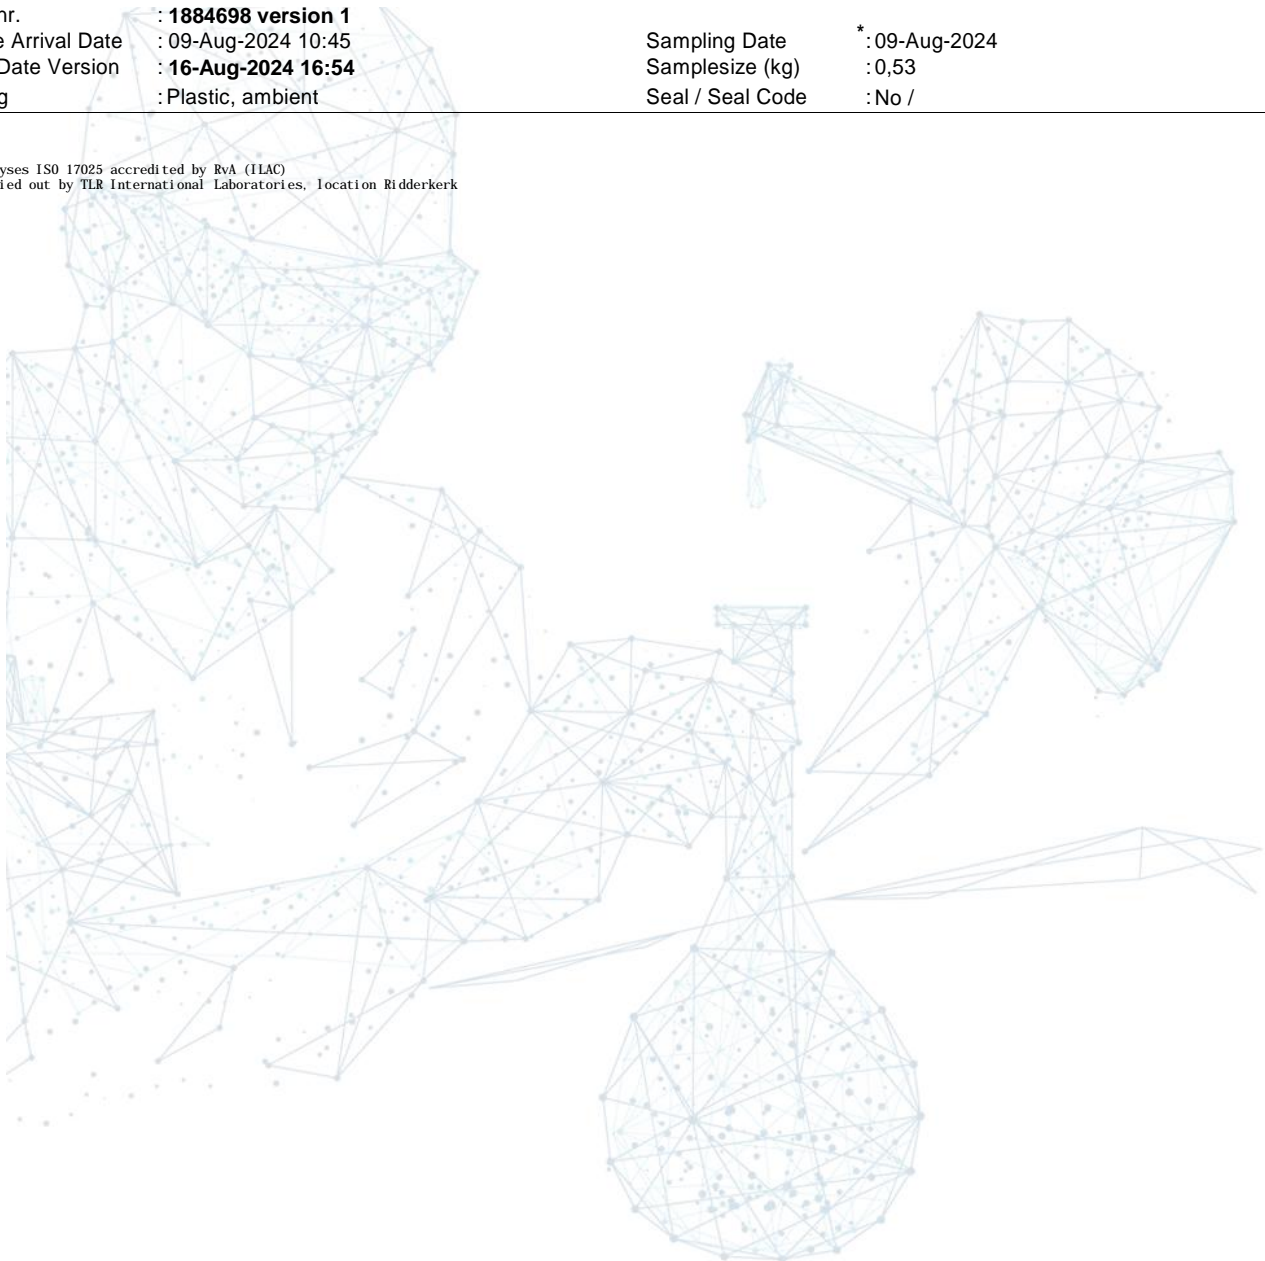 nr. : 1884698 version 1
e Arrival Date : 09-Aug-2024 10:45 Sampling Date *: 09-Aug-2024
Date Version : 16-Aug-2024 16:54 Samplesize (kg) : 0,53
g : Plastic, ambient Seal / Seal Code : No /
yses ISO 17025 accredited by RvA (ILAC)
ied out by TLR International Laboratories, location Ridderkerk